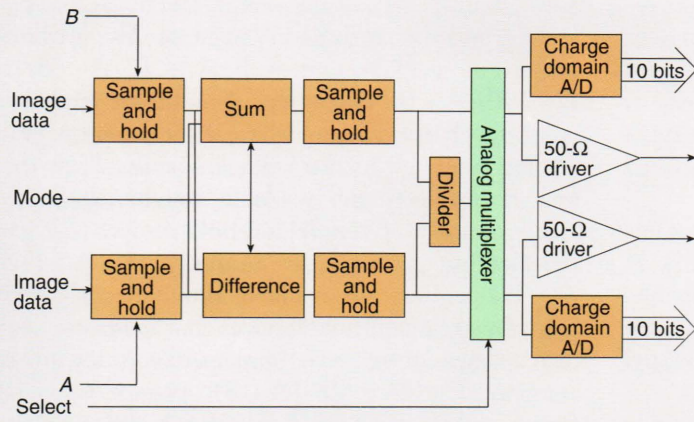 B
Charge
domain
A/D
10 bits
Image
data
Sample
and
hold
Sum
Sample
and
hold
Analog multiplexer
50-Ω
driver
Mode
Divider
50-Ω
driver
Image
data
Sample
and
hold
Difference
Sample
and
hold
Charge
domain
A/D
10 bits
A
Select